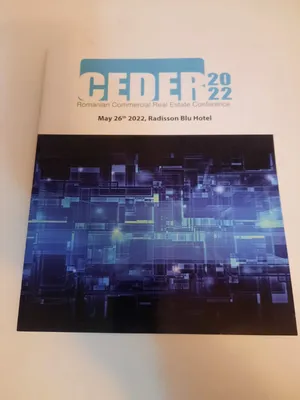 CEDER 2022
Romanian Commercial Real Estate Conference
May 26th 2022, Radisson Blu Hotel